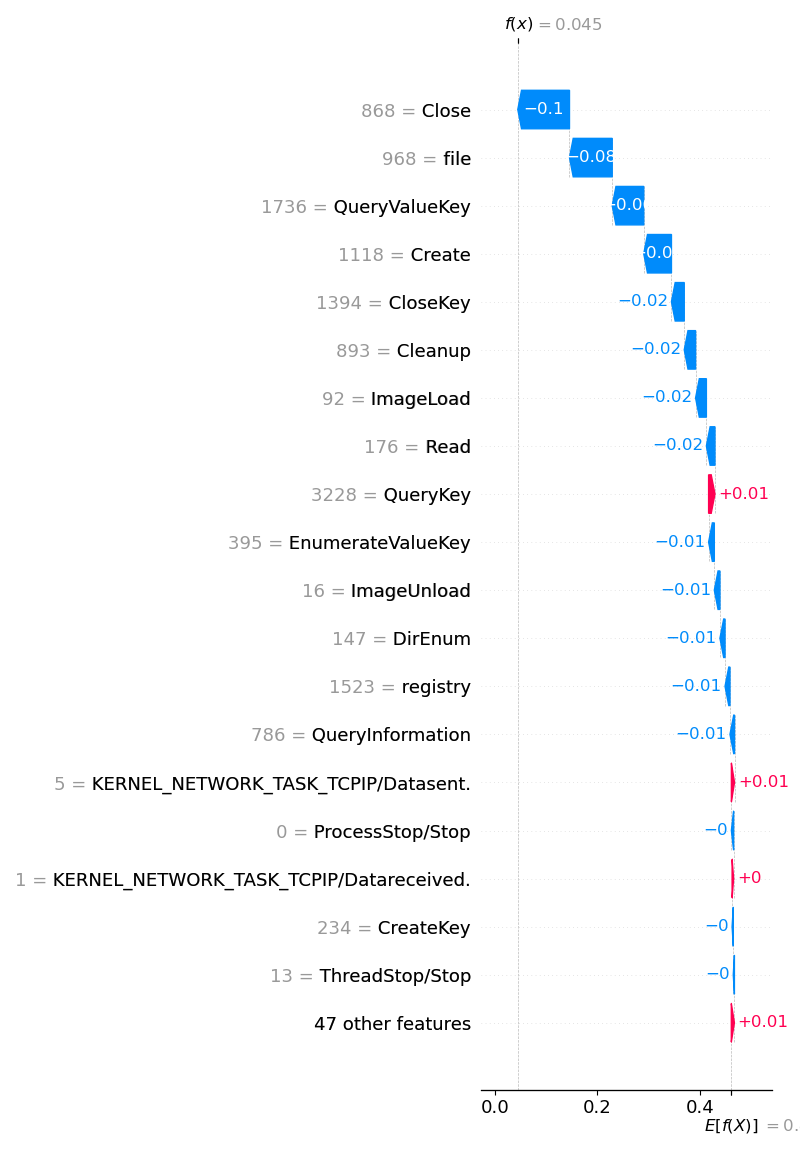 f(x) = 0.045
868 = Close −0.1
968 = file −0.08
1736 = QueryValueKey
1118 = Create
1394 = CloseKey −0.02
893 = Cleanup −0.02
92 = ImageLoad −0.02
176 = Read −0.02
3228 = QueryKey +0.01
395 = EnumerateValueKey −0.01
16 = ImageUnload −0.01
147 = DirEnum −0.01
1523 = registry −0.01
786 = QueryInformation −0.01
5 = KERNEL_NETWORK_TASK_TCPIP/Datasent. +0.01
0 = ProcessStop/Stop −0
1 = KERNEL_NETWORK_TASK_TCPIP/Datareceived. +0
234 = CreateKey −0
13 = ThreadStop/Stop −0
47 other features +0.01
0.0 0.2 0.4
E[f(X)] = 0.